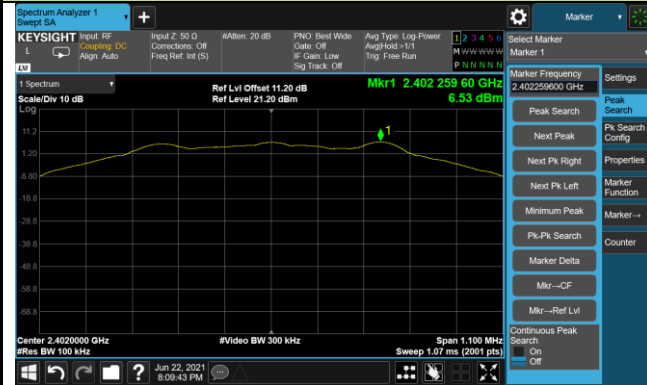 Spectrum Analyzer 1
Swept SA
Marker
KEYSIGHT
L
LXI
Input: RF
Coupling: DC
Align: Auto
Input Z: 50 Ω
Corrections: Off
Freq Ref: Int (S)
#Atten: 20 dB
PNO: Best Wide
Gate: Off
IF Gain: Low
Sig Track: Off
Avg Type: Log-Power
Avg|Hold:>1/1
Trig: Free Run
1 2 3 4 5 6
M W W W W W
P N N N N N
Select Marker
Marker 1
1 Spectrum
Scale/Div 10 dB
Log
Ref Lvl Offset 11.20 dB
Ref Level 21.20 dBm
Mkr1 2.402 259 60 GHz
6.53 dBm
1
11.2
1.20
-8.80
-18.8
-28.8
-38.8
-48.8
-58.8
-68.8
Center 2.4020000 GHz
#Res BW 100 kHz
#Video BW 300 kHz
Span 1.100 MHz
Sweep 1.07 ms (2001 pts)
Marker Frequency
2.402259600 GHz
Peak Search
Next Peak
Next Pk Right
Next Pk Left
Minimum Peak
Pk-Pk Search
Marker Delta
Mkr→CF
Mkr→Ref Lvl
Continuous Peak
Search
On
Off
Settings
Peak
Search
Pk Search
Config
Properties
Marker
Function
Marker→
Counter
?
Jun 22, 2021
8:09:43 PM